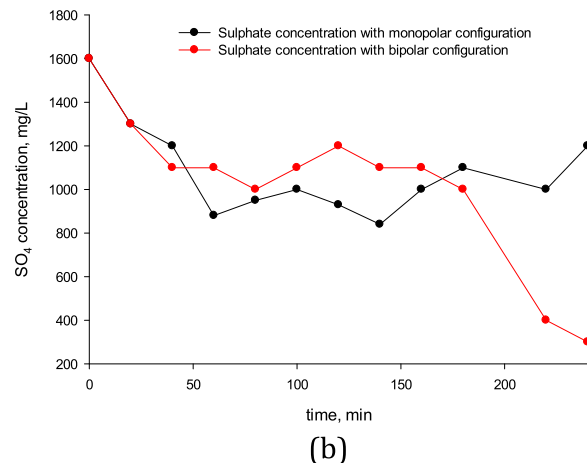 Sulphate concentration with monopolar configuration
Sulphate concentration with bipolar configuration
1800
1600
1400
1200
1000
800
600
400
200
SO₄ concentration, mg/L
0 50 100 150 200
time, min
(b)